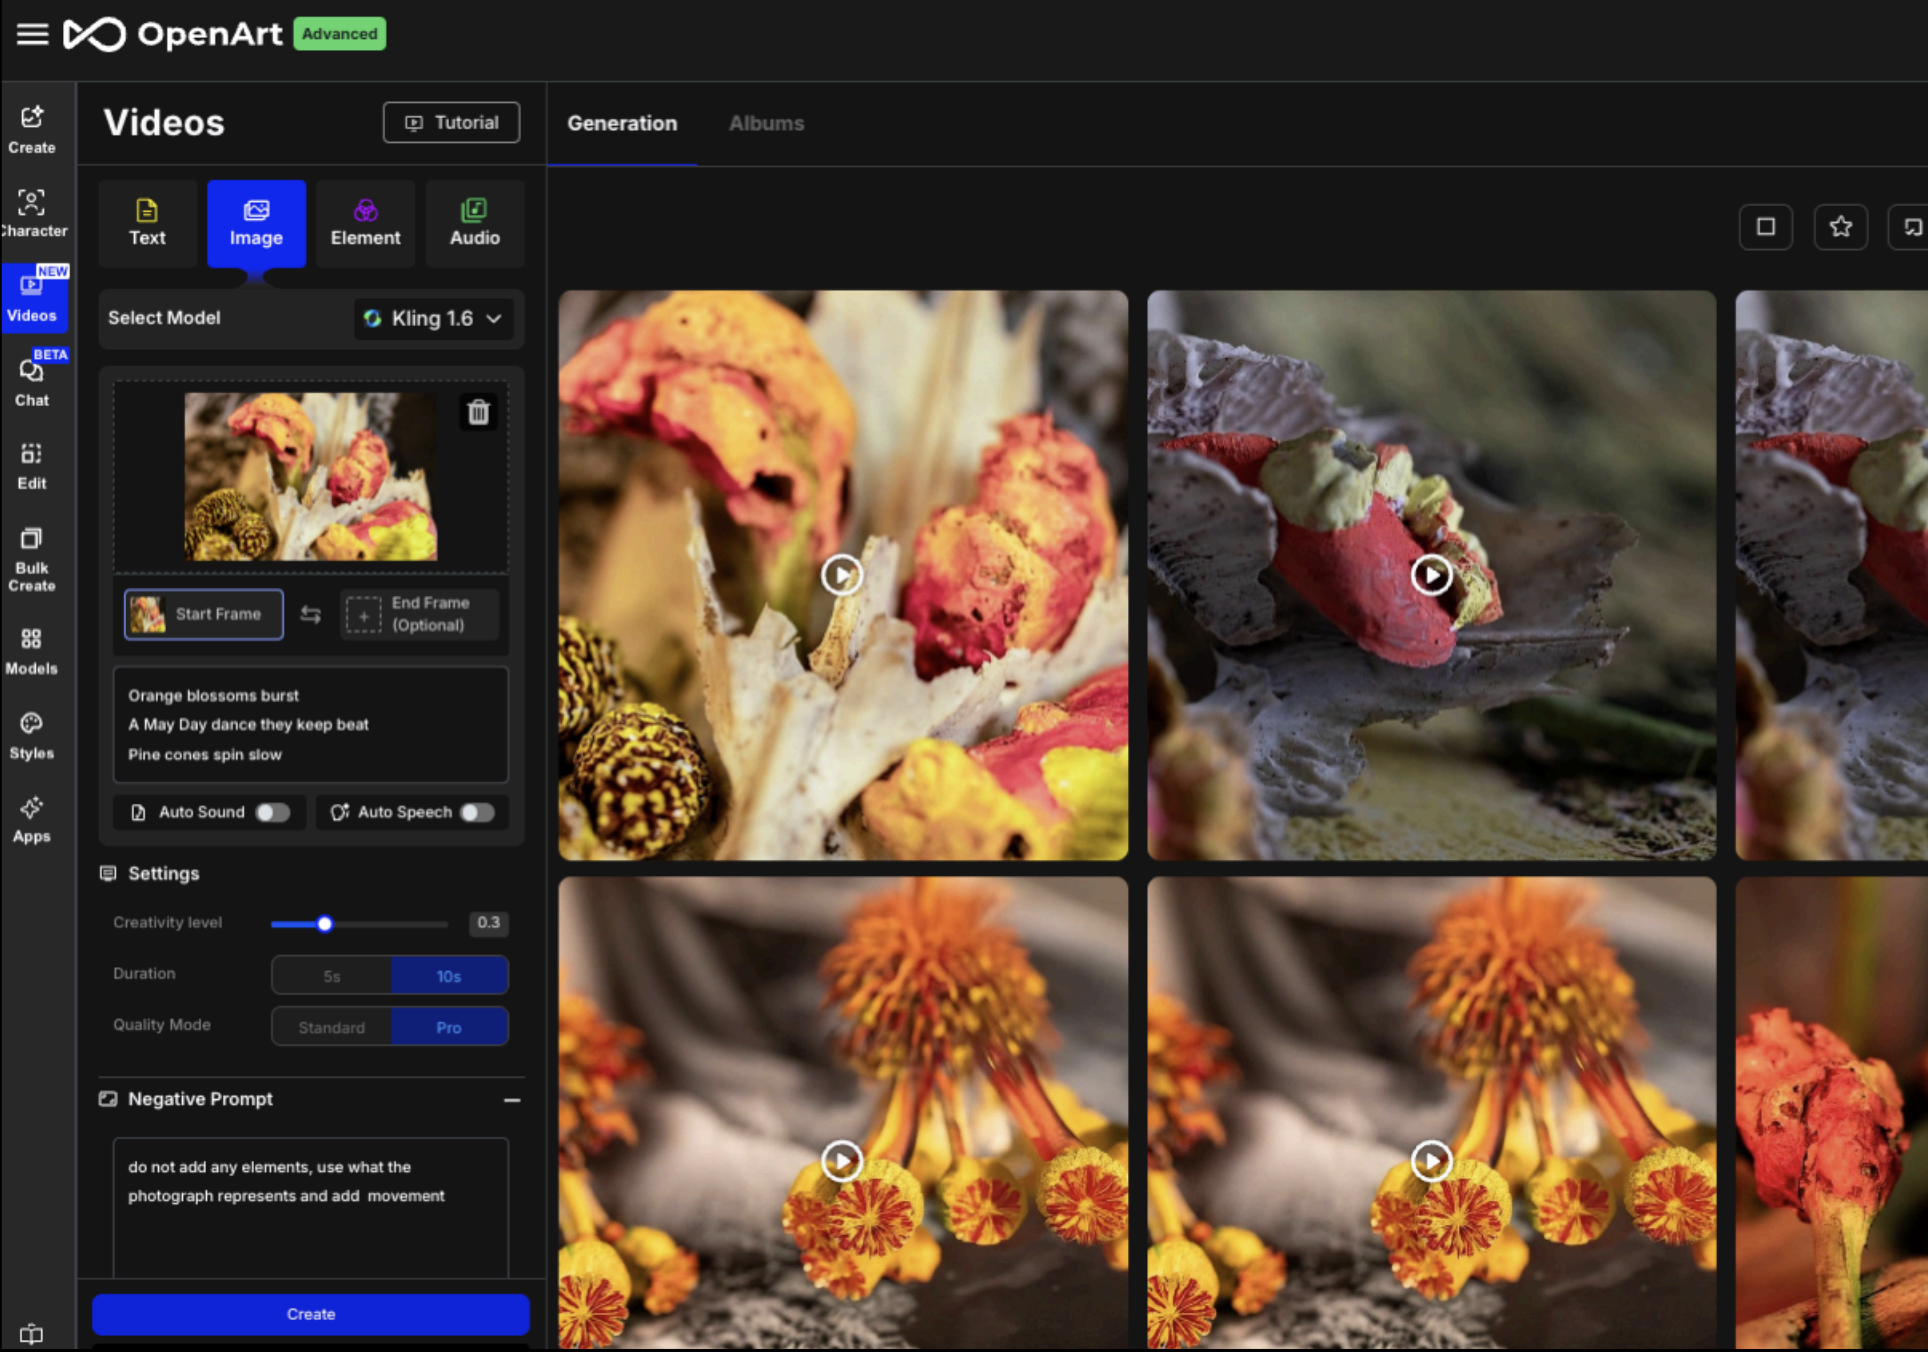 OpenArt Advanced
Create
Character
NEW
Videos
BETA
Chat
Edit
Bulk
Create
Models
Styles
Apps
Videos
Tutorial
Text
Image
Element
Audio
Select Model
Kling 1.6
Start Frame
End Frame
(Optional)
Orange blossoms burst
A May Day dance they keep beat
Pine cones spin slow
Auto Sound
Auto Speech
Settings
Creativity level
0.3
Duration
5s
10s
Quality Mode
Standard
Pro
Negative Prompt
do not add any elements, use what the
photograph represents and add  movement
Create
Generation
Albums